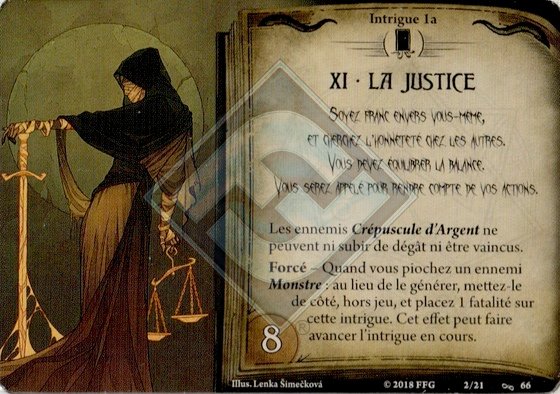 Intrigue 1a
XI · LA JUSTICE
Soyez franc envers vous-même,
et cherchez l'honnêteté chez les autres.
Vous devez équilibrer la balance.
Vous serez appelé pour rendre compte de vos actions.
Les ennemis Crépuscule d'Argent ne
peuvent ni subir de dégât ni être vaincus.
Forcé – Quand vous piochez un ennemi
Monstre : au lieu de le générer, mettez-le
de côté, hors jeu, et placez 1 fatalité sur
cette intrigue. Cet effet peut faire
avancer l'intrigue en cours.
8
Illus. Lenka Šimečková
© 2018 FFG
2/21
66